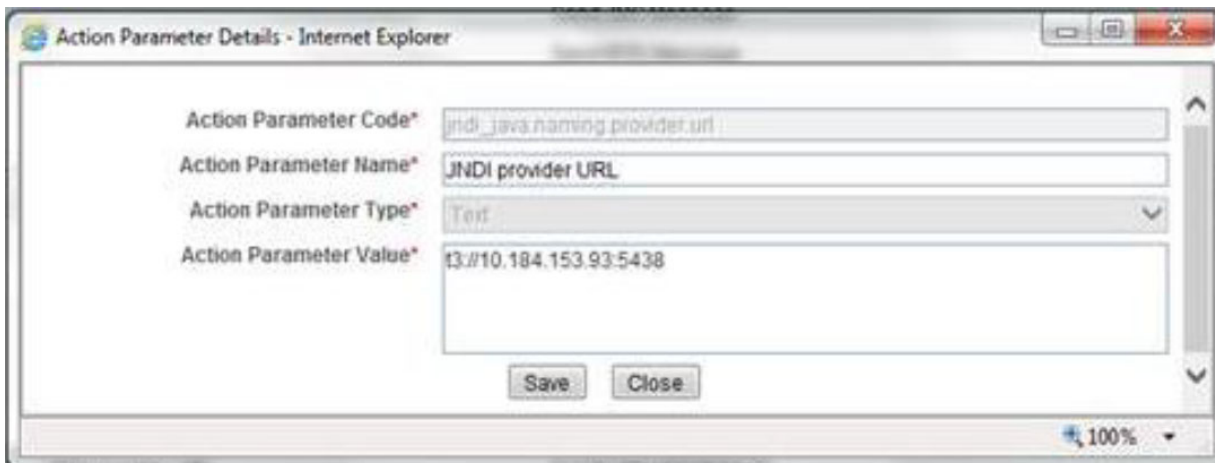 Action Parameter Details - Internet Explorer
Action Parameter Code* jndi_java.naming.provider.url
Action Parameter Name* JNDI provider URL
Action Parameter Type* Text
Action Parameter Value* t3://10.184.153.93:5438
Save Close
100%